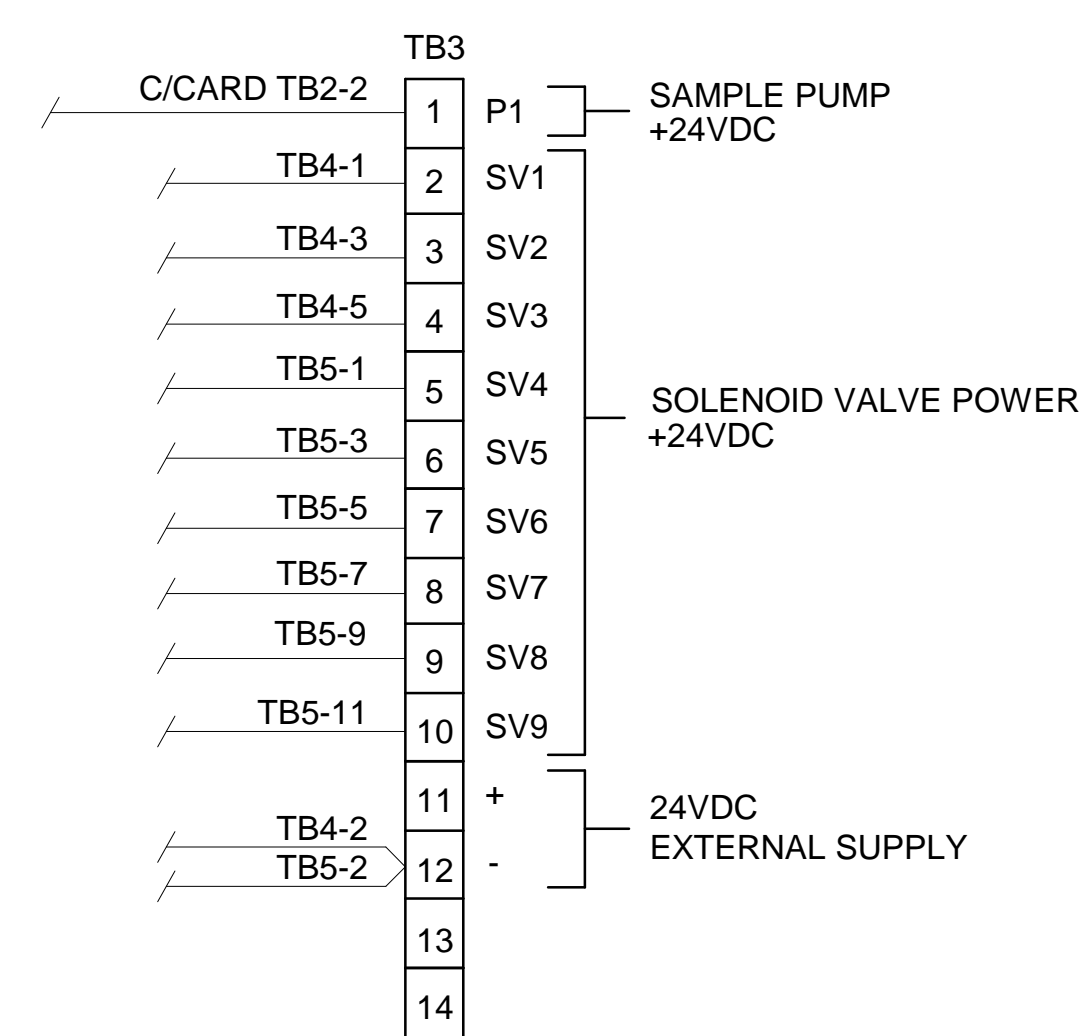 TB3
C/CARD TB2-2 1 P1 SAMPLE PUMP
+24VDC
TB4-1 2 SV1
TB4-3 3 SV2
TB4-5 4 SV3
TB5-1 5 SV4 SOLENOID VALVE POWER
+24VDC
TB5-3 6 SV5
TB5-5 7 SV6
TB5-7 8 SV7
TB5-9 9 SV8
TB5-11 10 SV9
11 + 24VDC
EXTERNAL SUPPLY
TB4-2
TB5-2 12 -
13
14